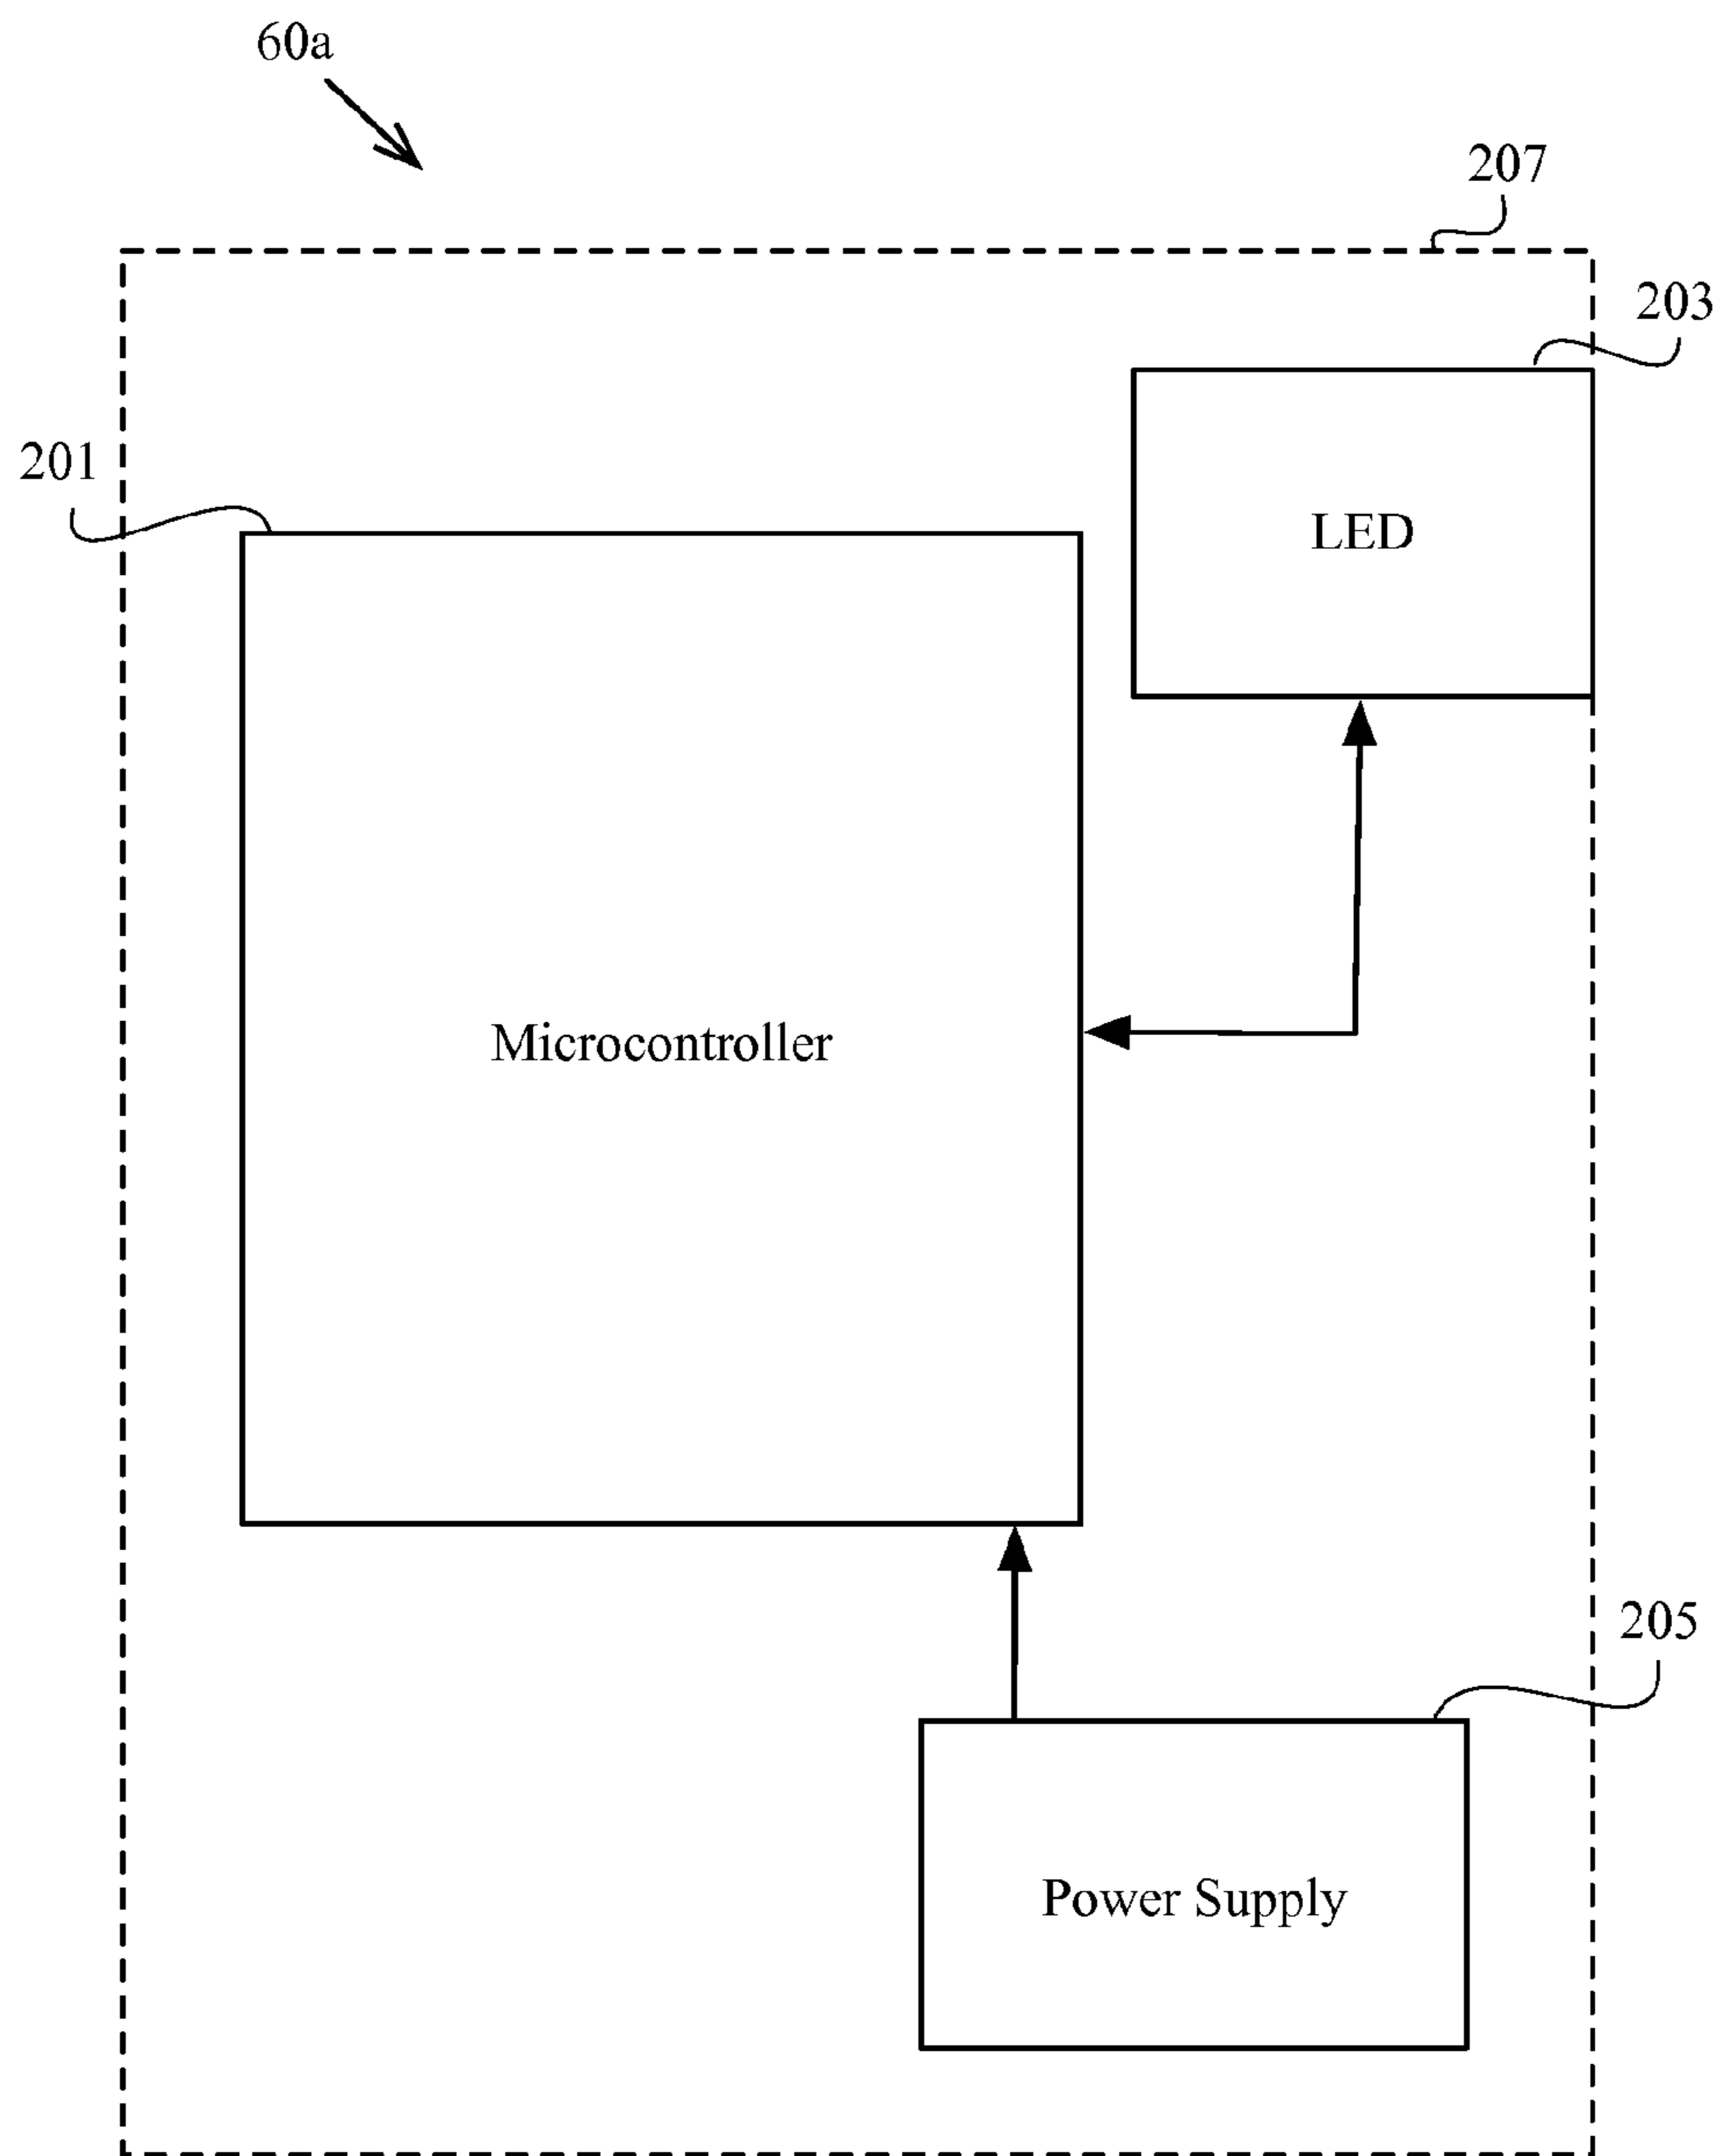 60a
207
203
201
LED
Microcontroller
205
Power Supply